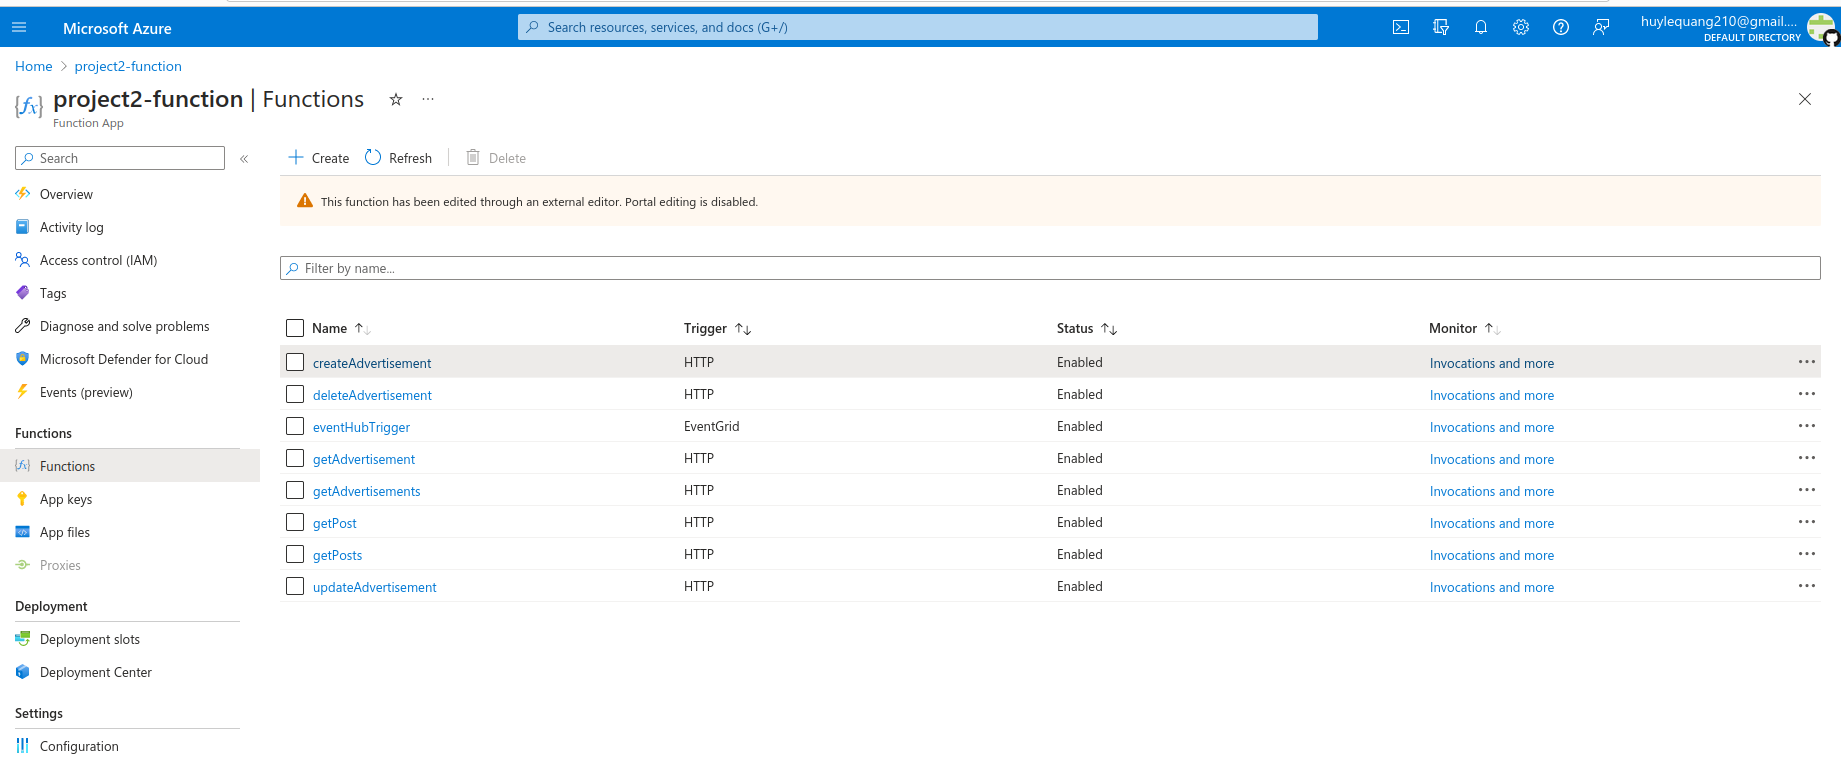 Microsoft Azure
Search resources, services, and docs (G+/)
huylequang210@gmail....
DEFAULT DIRECTORY
Home > project2-function
project2-function | Functions
Function App
Search
Create Refresh Delete
This function has been edited through an external editor. Portal editing is disabled.
Filter by name...
Overview
Activity log
Access control (IAM)
Tags
Diagnose and solve problems
Microsoft Defender for Cloud
Events (preview)
Functions
Functions
App keys
App files
Proxies
Deployment
Deployment slots
Deployment Center
Settings
Configuration
Name Trigger Status Monitor
createAdvertisement HTTP Enabled Invocations and more
deleteAdvertisement HTTP Enabled Invocations and more
eventHubTrigger EventGrid Enabled Invocations and more
getAdvertisement HTTP Enabled Invocations and more
getAdvertisements HTTP Enabled Invocations and more
getPost HTTP Enabled Invocations and more
getPosts HTTP Enabled Invocations and more
updateAdvertisement HTTP Enabled Invocations and more